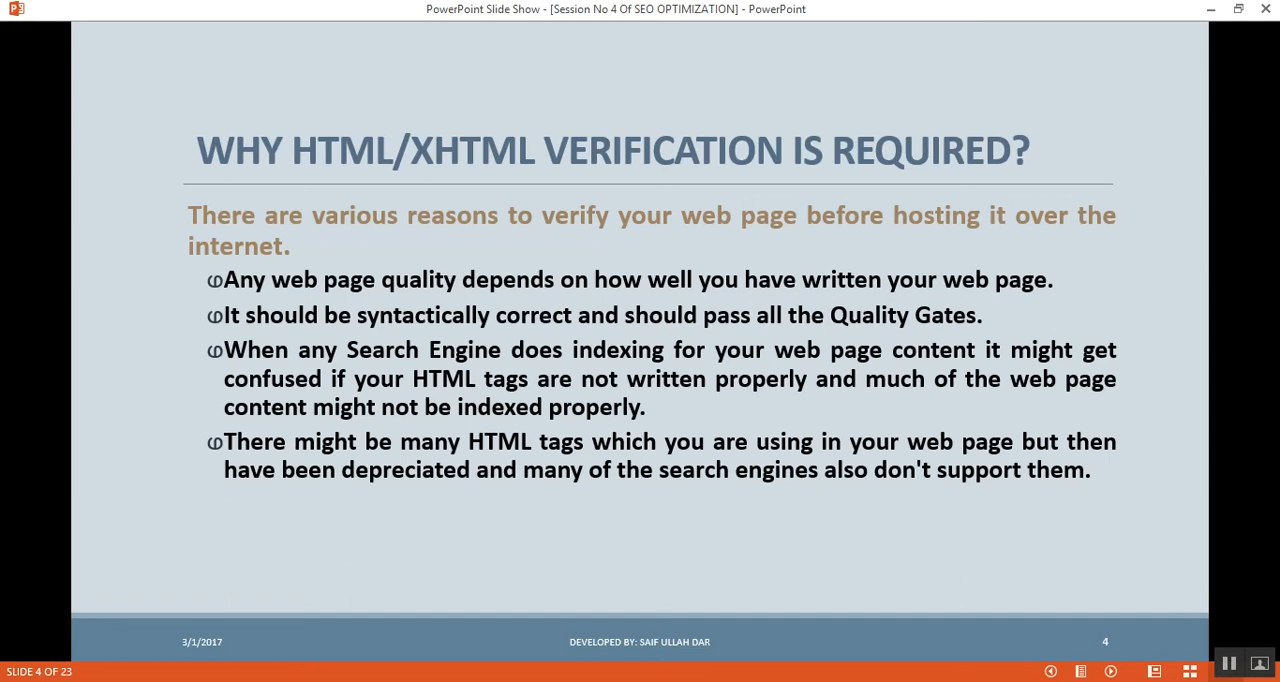 PowerPoint Slide Show - [Session No 4 Of SEO OPTIMIZATION] - PowerPoint
WHY HTML/XHTML VERIFICATION IS REQUIRED?
There are various reasons to verify your web page before hosting it over the
internet.
Any web page quality depends on how well you have written your web page.
It should be syntactically correct and should pass all the Quality Gates.
When any Search Engine does indexing for your web page content it might get
confused if your HTML tags are not written properly and much of the web page
content might not be indexed properly.
There might be many HTML tags which you are using in your web page but then
have been depreciated and many of the search engines also don't support them.
3/1/2017
DEVELOPED BY: SAIF ULLAH DAR
4
SLIDE 4 OF 23